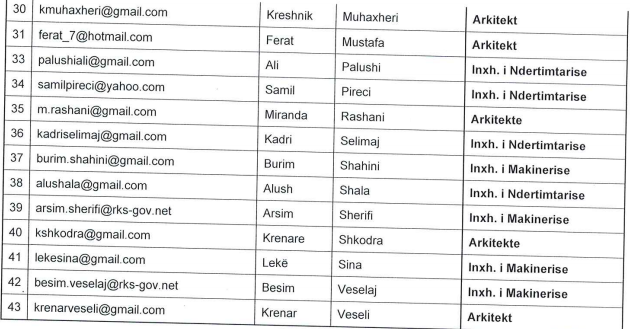 30 kmuhaxheri@gmail.com Kreshnik Muhaxheri Arkitekt
31 ferat_7@hotmail.com Ferat Mustafa Arkitekt
33 palushiali@gmail.com Ali Palushi Inxh. i Ndertimtarise
34 samilpireci@yahoo.com Samil Pireci Inxh. i Ndertimtarise
35 m.rashani@gmail.com Miranda Rashani Arkitekte
36 kadriselimaj@gmail.com Kadri Selimaj Inxh. i Ndertimtarise
37 burim.shahini@gmail.com Burim Shahini Inxh. i Makinerise
38 alushala@gmail.com Alush Shala Inxh. i Ndertimtarise
39 arsim.sherifi@rks-gov.net Arsim Sherifi Inxh. i Makinerise
40 kshkodra@gmail.com Krenare Shkodra Arkitekte
41 lekesina@gmail.com Lekë Sina Inxh. i Makinerise
42 besim.veselaj@rks-gov.net Besim Veselaj Inxh. i Makinerise
43 krenarveseli@gmail.com Krenar Veseli Arkitekt